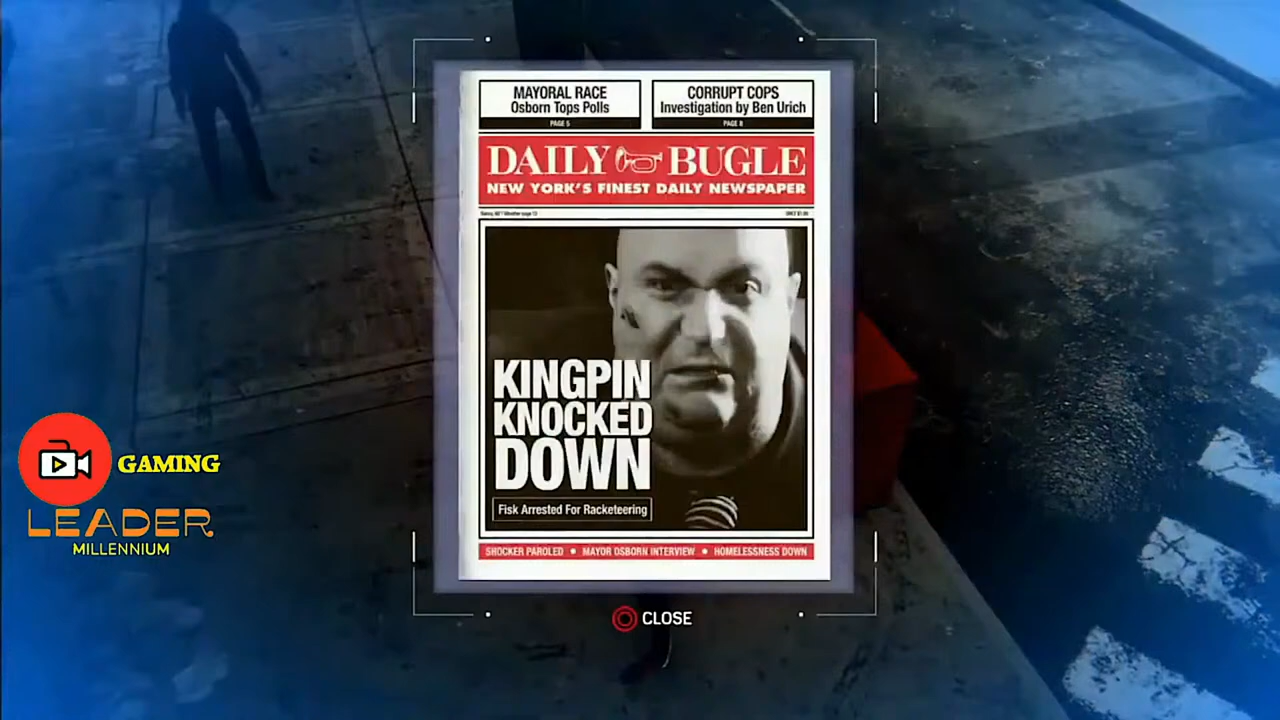 MAYORAL RACE
Osborn Tops Polls
PAGE 5
CORRUPT COPS
Investigation by Ben Urich
PAGE 8
DAILY BUGLE
NEW YORK'S FINEST DAILY NEWSPAPER
KINGPIN
KNOCKED
DOWN
Fisk Arrested For Racketeering
SHOCKER PAROLED • MAYOR OSBORN INTERVIEW • HOMELESSNESS DOWN
CLOSE
GAMING
LEADER
MILLENNIUM